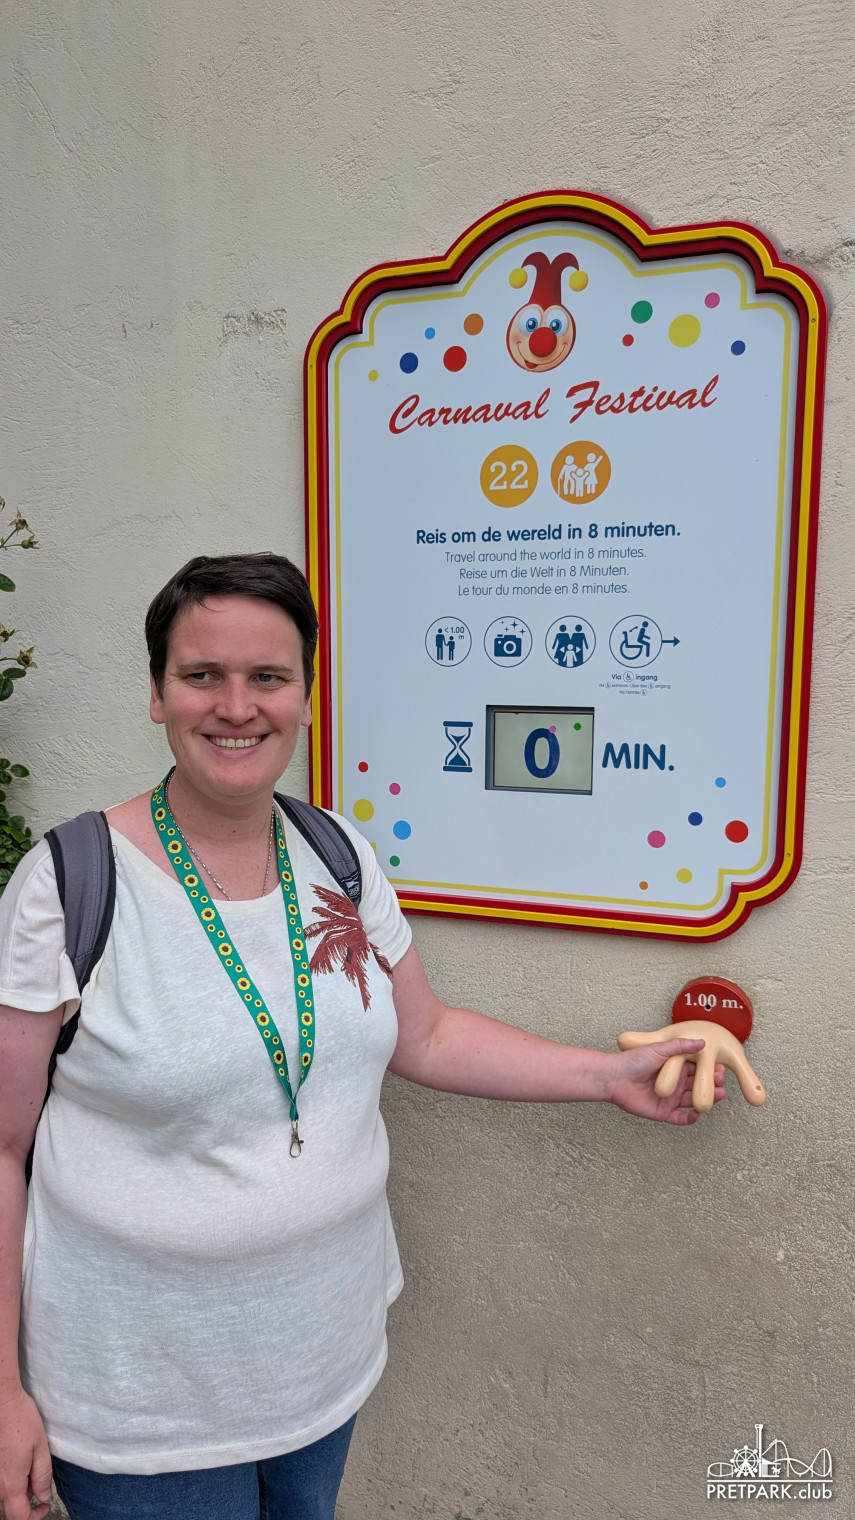 Carnaval Festival
22
Reis om de wereld in 8 minuten.
Travel around the world in 8 minutes.
Reise um die Welt in 8 Minuten.
Le tour du monde en 8 minutes.
< 1.00 m
Via ingang
0 MIN.
1.00 m.
PRETPARK.club